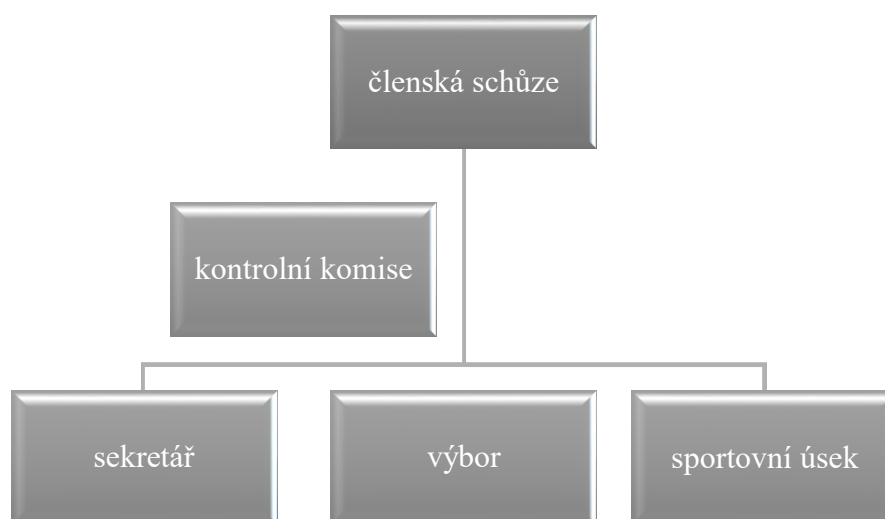 členská schůze
kontrolní komise
sekretář
výbor
sportovní úsek